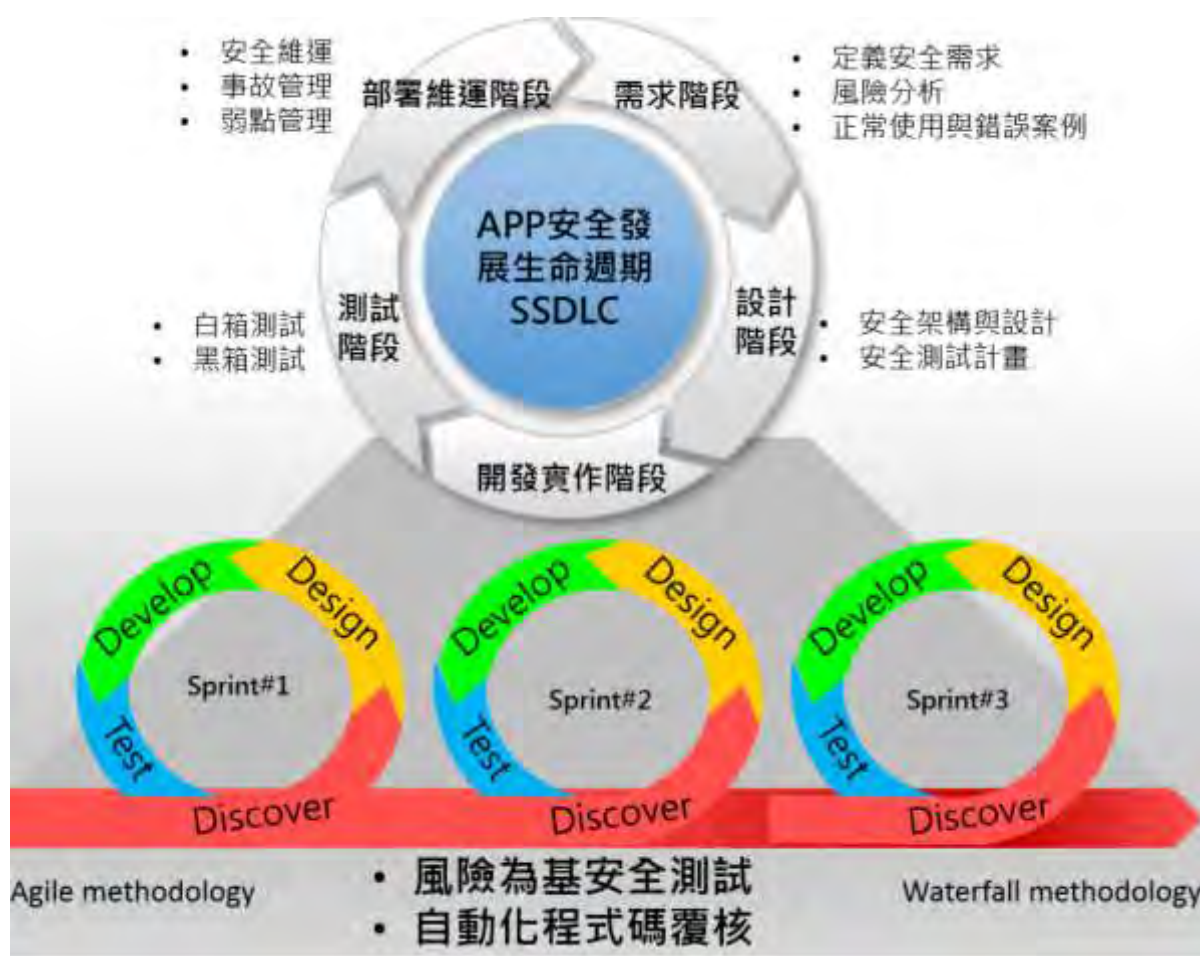 • 安全維運
• 事故管理
• 弱點管理
部署維運階段
需求階段
• 定義安全需求
• 風險分析
• 正常使用與錯誤案例
APP安全發
展生命週期
SSDLC
測試
階段
• 白箱測試
• 黑箱測試
設計
階段
• 安全架構與設計
• 安全測試計畫
開發實作階段
Develop
Design
Sprint#1
Test
Discover
Develop
Design
Sprint#2
Test
Discover
Develop
Design
Sprint#3
Test
Discover
Agile methodology
• 風險為基安全測試
• 自動化程式碼覆核
Waterfall methodology